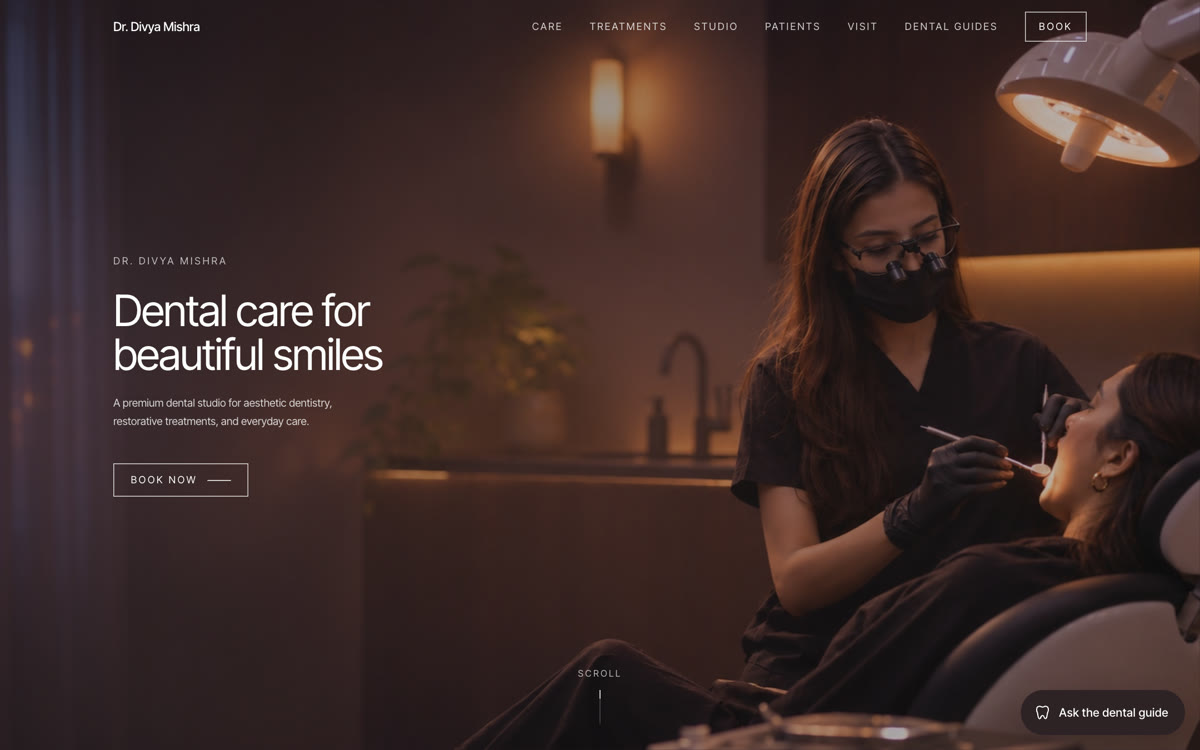 Dr. Divya Mishra
CARE
TREATMENTS
STUDIO
PATIENTS
VISIT
DENTAL GUIDES
BOOK
DR. DIVYA MISHRA
Dental care for
beautiful smiles
A premium dental studio for aesthetic dentistry,
restorative treatments, and everyday care.
BOOK NOW
SCROLL
Ask the dental guide